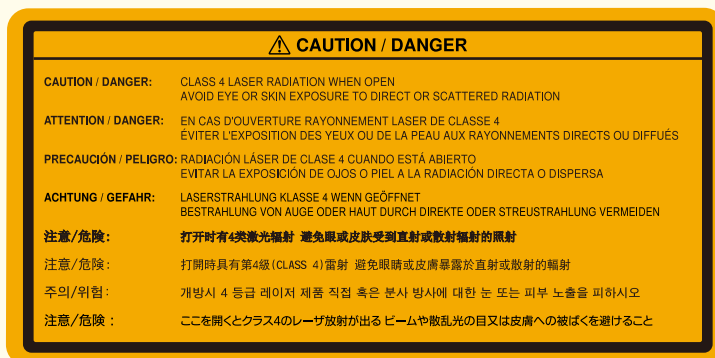 ⚠ CAUTION / DANGER
CAUTION / DANGER: CLASS 4 LASER RADIATION WHEN OPEN
AVOID EYE OR SKIN EXPOSURE TO DIRECT OR SCATTERED RADIATION
ATTENTION / DANGER: EN CAS D'OUVERTURE RAYONNEMENT LASER DE CLASSE 4
ÉVITER L'EXPOSITION DES YEUX OU DE LA PEAU AUX RAYONNEMENTS DIRECTS OU DIFFUÉS
PRECAUCIÓN / PELIGRO: RADIACIÓN LÁSER DE CLASE 4 CUANDO ESTÁ ABIERTO
EVITAR LA EXPOSICIÓN DE OJOS O PIEL A LA RADIACIÓN DIRECTA O DISPERSA
ACHTUNG / GEFAHR: LASERSTRAHLUNG KLASSE 4 WENN GEÖFFNET
BESTRAHLUNG VON AUGE ODER HAUT DURCH DIREKTE ODER STREUSTRAHLUNG VERMEIDEN
注意/危险: 打开时有4类激光辐射 避免眼或皮肤受到直射或散射辐射的照射
注意/危險: 打開時具有第4級(CLASS 4)雷射 避免眼睛或皮膚暴露於直射或散射的輻射
주의/위험: 개방시 4 등급 레이저 제품 직접 혹은 분사 방사에 대한 눈 또는 피부 노출을 피하시오
注意/危険: ここを開くとクラス4のレーザ放射が出る ビームや散乱光の目又は皮膚への被ばくを避けること